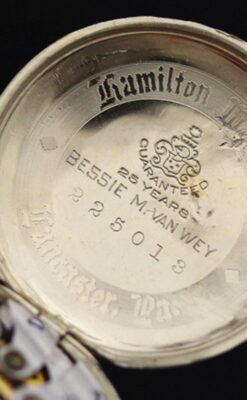 Hamilton W
GUARANTEED
25 YEARS
BESSIE M. VAN WEY
225013
Lancaster, Pa.